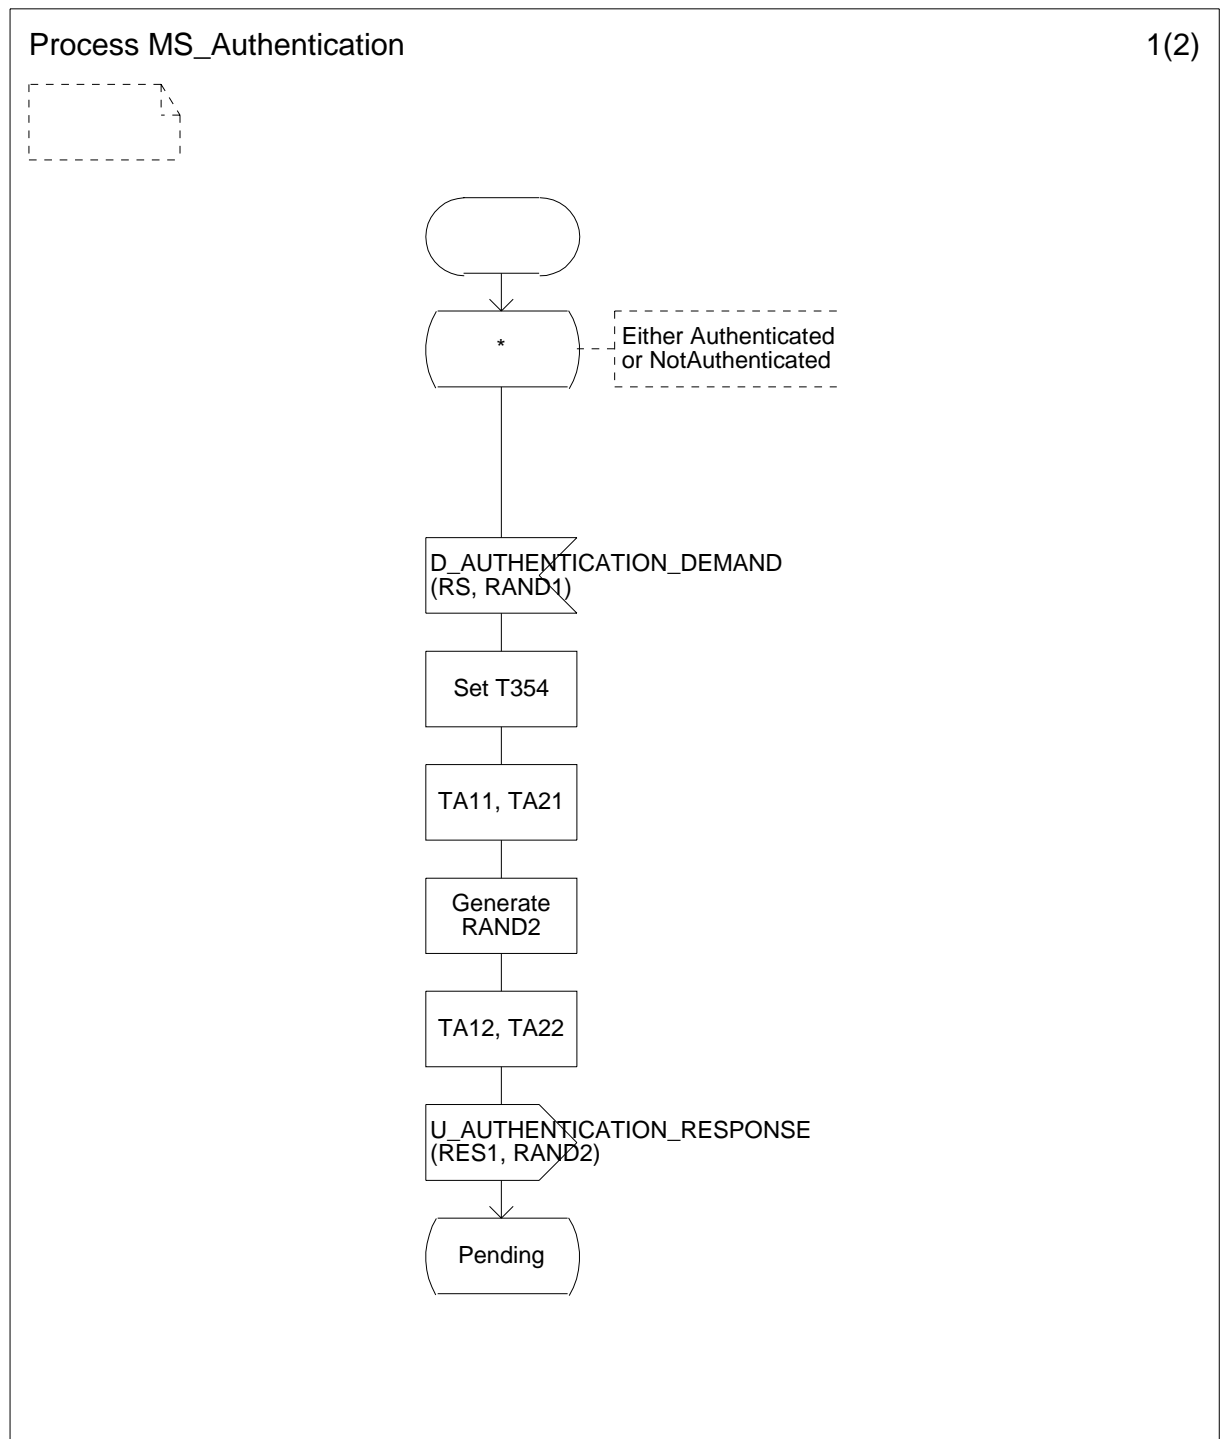 Process MS_Authentication 1(2)
*
Either Authenticated
or NotAuthenticated
D_AUTHENTICATION_DEMAND
(RS, RAND1)
Set T354
TA11, TA21
Generate
RAND2
TA12, TA22
U_AUTHENTICATION_RESPONSE
(RES1, RAND2)
Pending